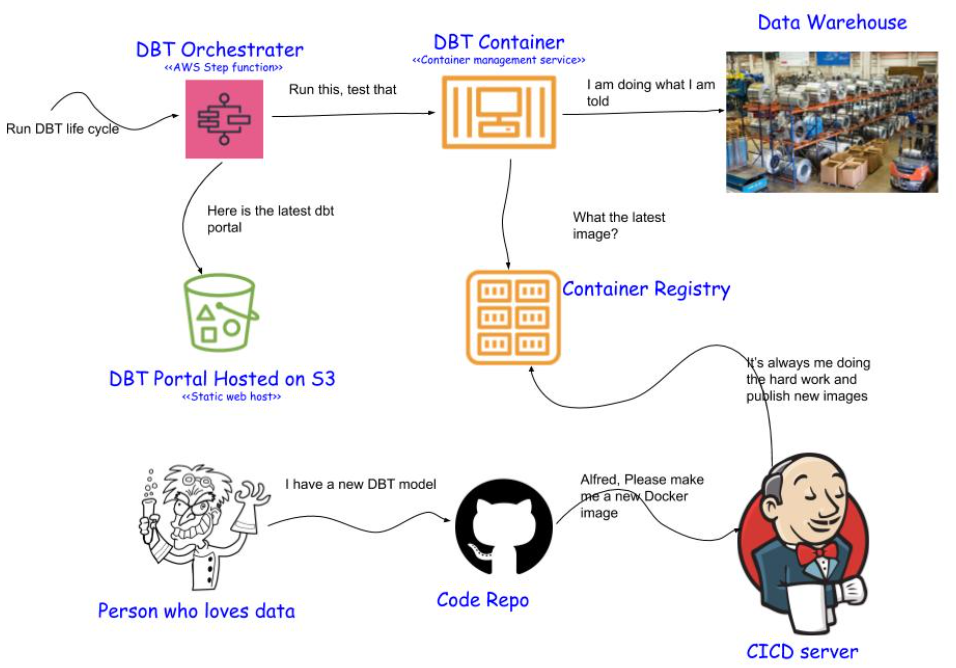 DBT Orchestrater
<<AWS Step function>>
DBT Container
<<Container management service>>
Data Warehouse
Run DBT life cycle
Run this, test that
I am doing what I am
told
Here is the latest dbt
portal
What the latest
image?
Container Registry
DBT Portal Hosted on S3
<<Static web host>>
It's always me doing
the hard work and
publish new images
I have a new DBT model
Alfred, Please make
me a new Docker
image
Person who loves data
Code Repo
CICD server